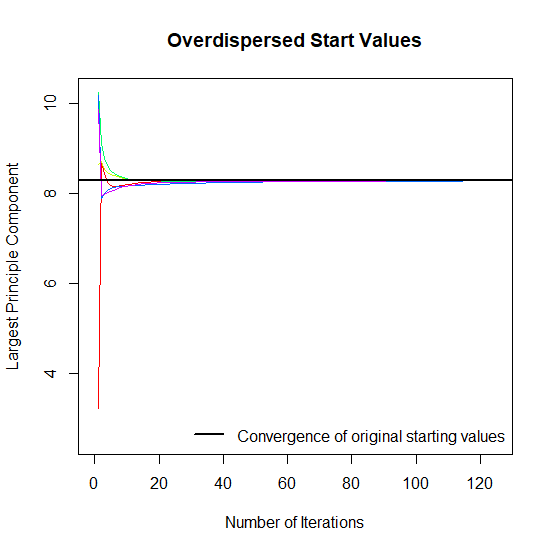 Overdispersed Start Values
Largest Principle Component
10
8
6
4
Convergence of original starting values
0 20 40 60 80 100 120
Number of Iterations